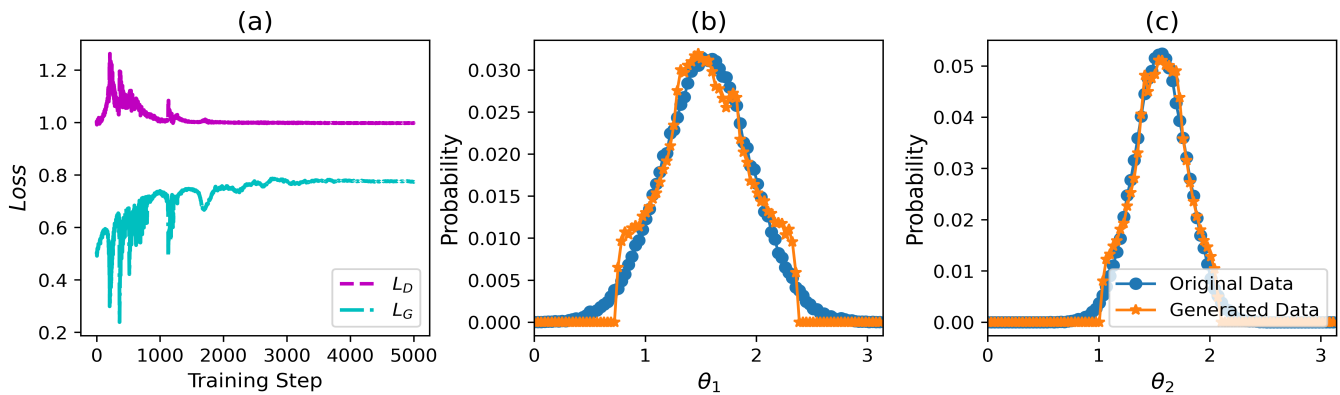 (a)
Loss
1.2
1.0
0.8
0.6
0.4
0.2
0 1000 2000 3000 4000 5000
Training Step
L_D
L_G
(b)
Probability
0.030
0.025
0.020
0.015
0.010
0.005
0.000
0 1 2 3
θ₁
(c)
Probability
0.05
0.04
0.03
0.02
0.01
0.00
0 1 2 3
θ₂
Original Data
Generated Data